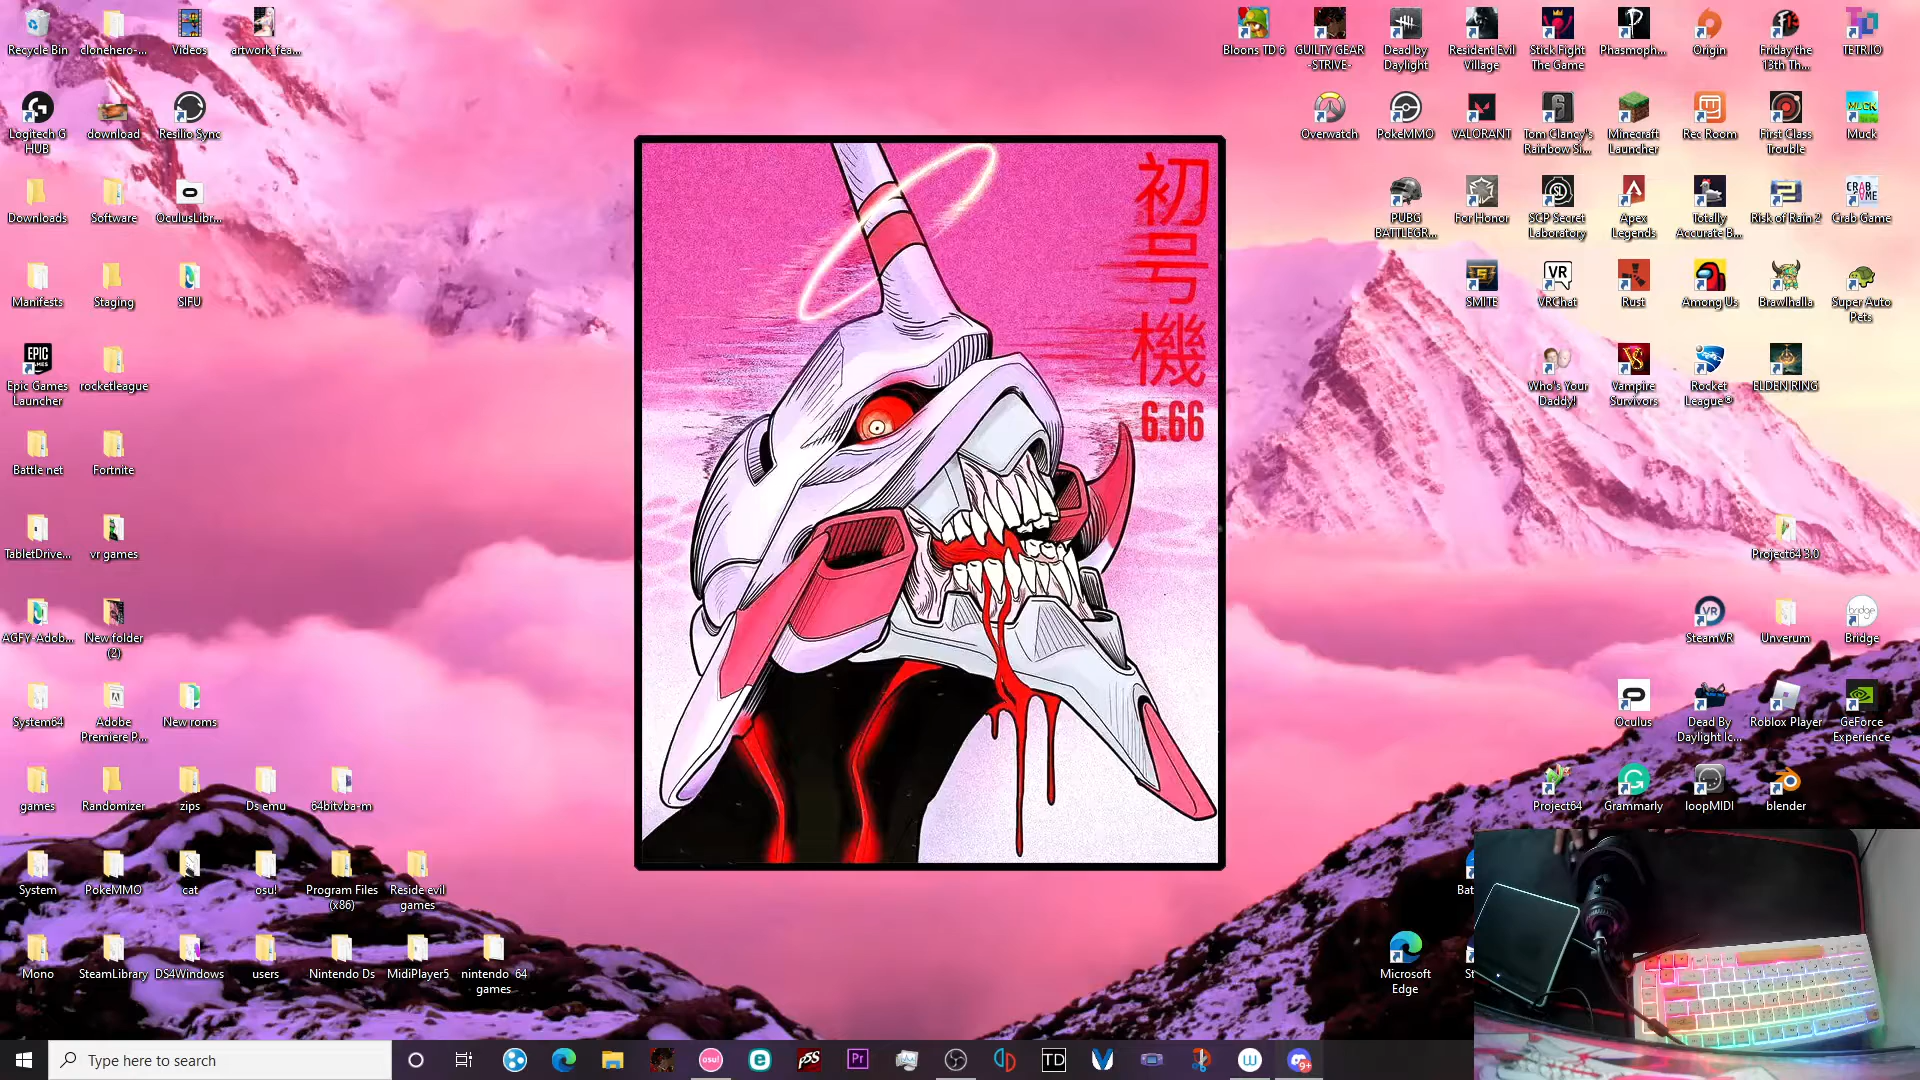 Recycle Bin
clonehero-...
Videos
artwork_fea...
Bloons TD 6
GUILTY GEAR
-STRIVE-
Dead by
Daylight
Resident Evil
Village
Stick Fight
The Game
Phasmoph...
Origin
Friday the
13th Th...
TETR.IO
Logitech G
HUB
download
Resilio Sync
Overwatch
PokeMMO
VALORANT
Tom Clancy's
Rainbow Si...
Minecraft
Launcher
Rec Room
First Class
Trouble
Muck
Downloads
Software
OculusLibr...
PUBG
BATTLEGR...
For Honor
SCP Secret
Laboratory
Apex
Legends
Totally
Accurate B...
Risk of Rain 2
Crab Game
Manifests
Staging
SIFU
SMITE
VRChat
Rust
Among Us
Brawlhalla
Super Auto
Pets
Epic Games
Launcher
rocketleague
Who's Your
Daddy!
Vampire
Survivors
Rocket
League®
ELDEN RING
初
号
機
6.66
Battle net
Fortnite
TabletDrive...
vr games
Project64 3.0
AGFY-Adob...
New folder
(2)
SteamVR
Unverum
Bridge
System64
Adobe
Premiere P...
New roms
Oculus
Dead By
Daylight Ic...
Roblox Player
GeForce
Experience
games
Randomizer
zips
Ds emu
64bitvba-m
Project64
Grammarly
loopMIDI
blender
System
PokeMMO
cat
osu!
Program Files
(x86)
Reside evil
games
Bat
Mono
SteamLibrary
DS4Windows
users
Nintendo Ds
MidiPlayer5
nintendo 64
games
Microsoft
Edge
St
Type here to search
osu!
Pr
TD
9+